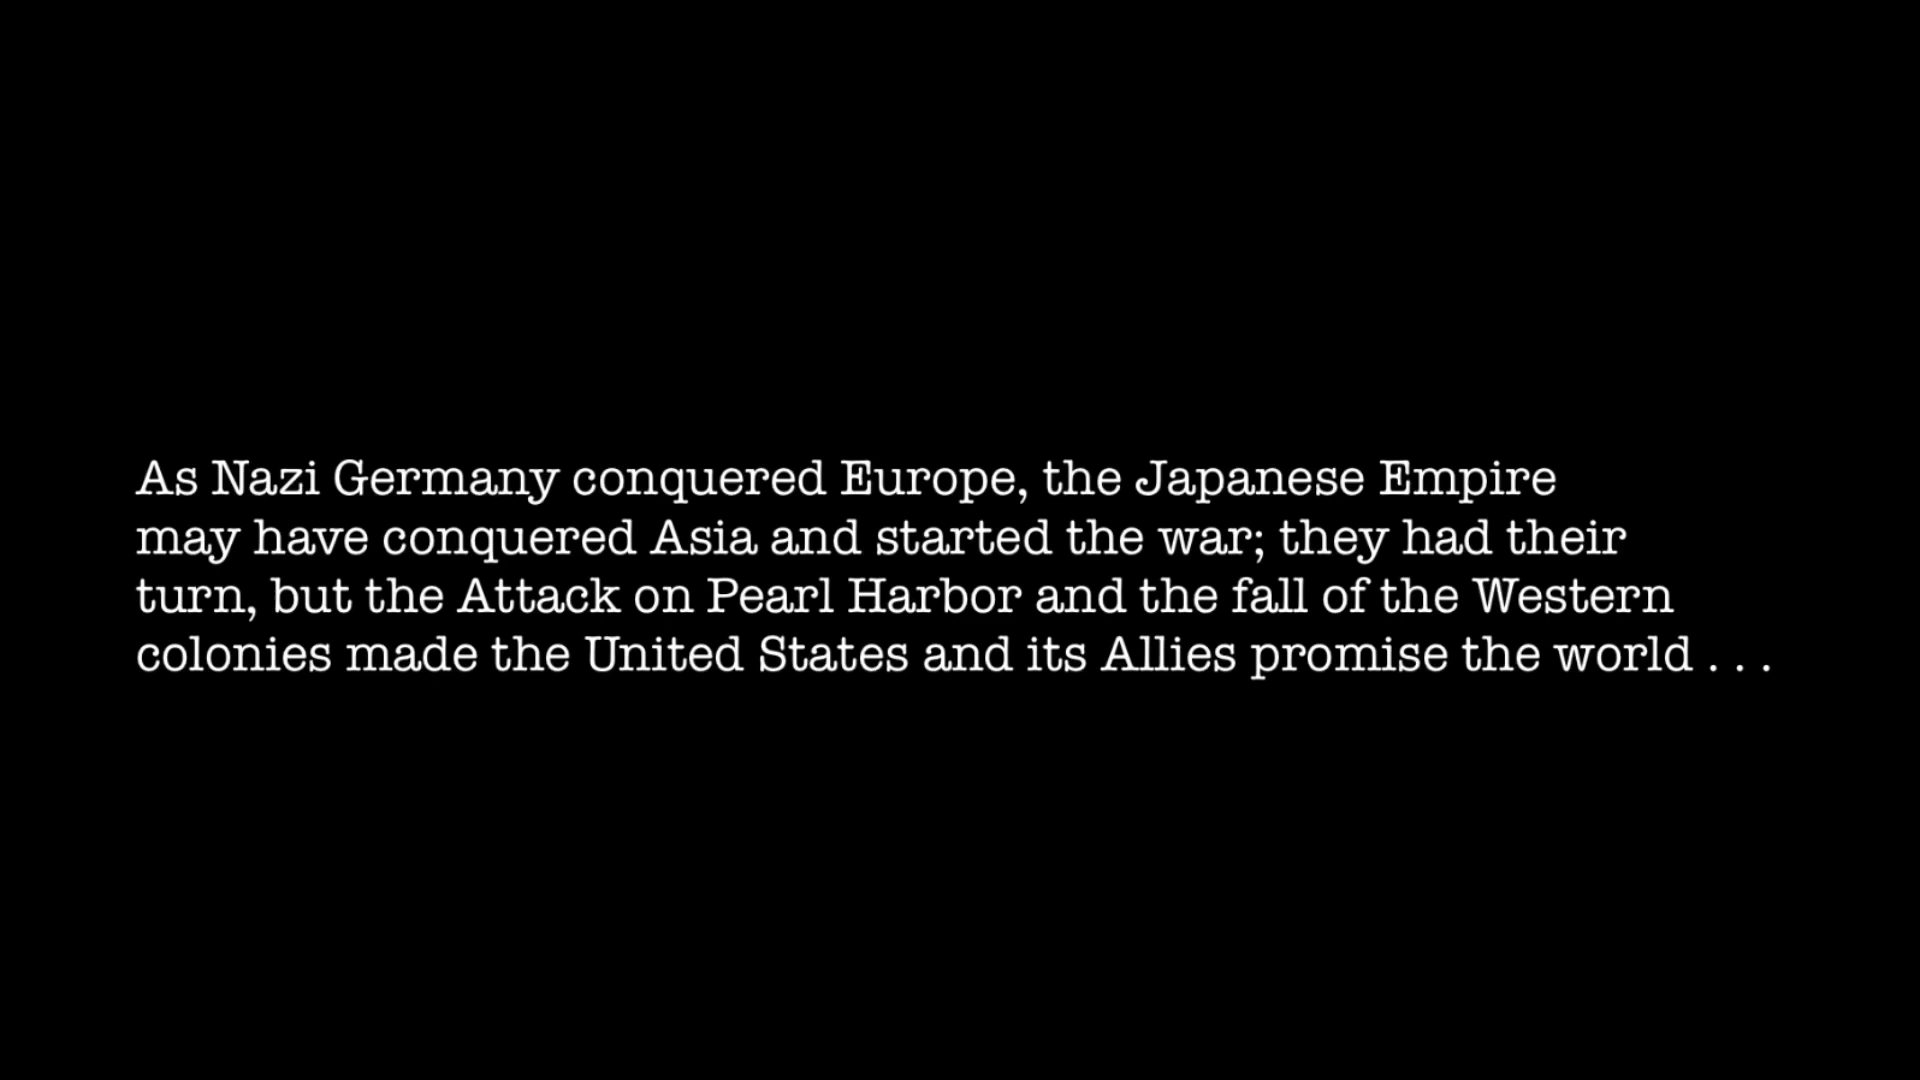 As Nazi Germany conquered Europe, the Japanese Empire
may have conquered Asia and started the war; they had their
turn, but the Attack on Pearl Harbor and the fall of the Western
colonies made the United States and its Allies promise the world . . .